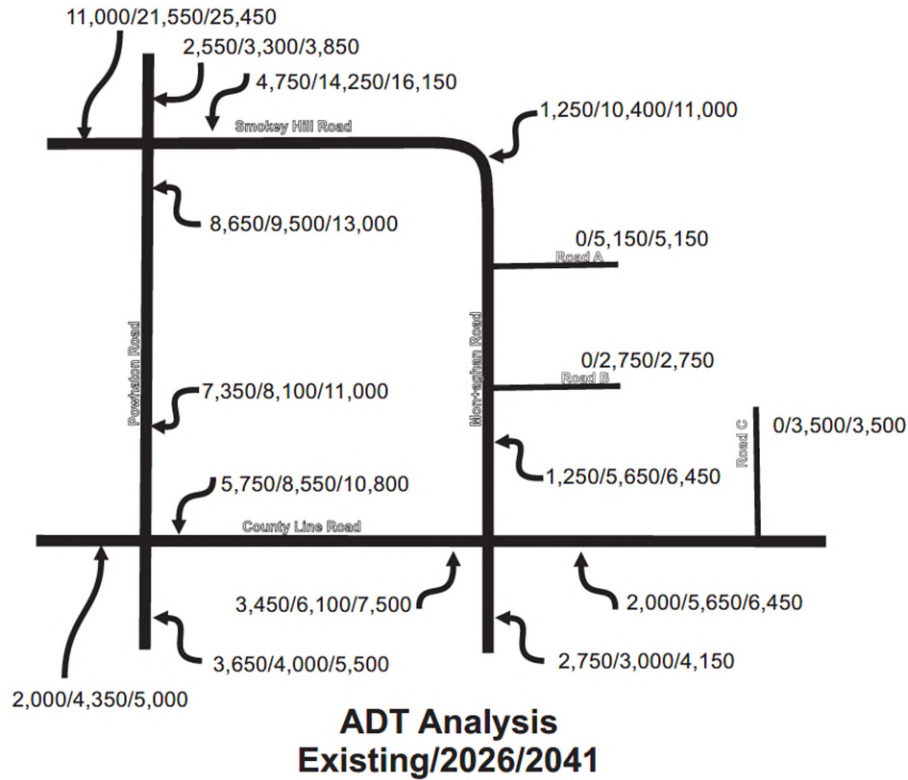 11,000/21,550/25,450
2,550/3,300/3,850
4,750/14,250/16,150
1,250/10,400/11,000
Smokey Hill Road
8,650/9,500/13,000
0/5,150/5,150
Road A
Powhaton Road
Monaghan Road
0/2,750/2,750
Road B
7,350/8,100/11,000
0/3,500/3,500
Road C
1,250/5,650/6,450
5,750/8,550/10,800
County Line Road
3,450/6,100/7,500
2,000/5,650/6,450
3,650/4,000/5,500
2,750/3,000/4,150
2,000/4,350/5,000
ADT Analysis
Existing/2026/2041